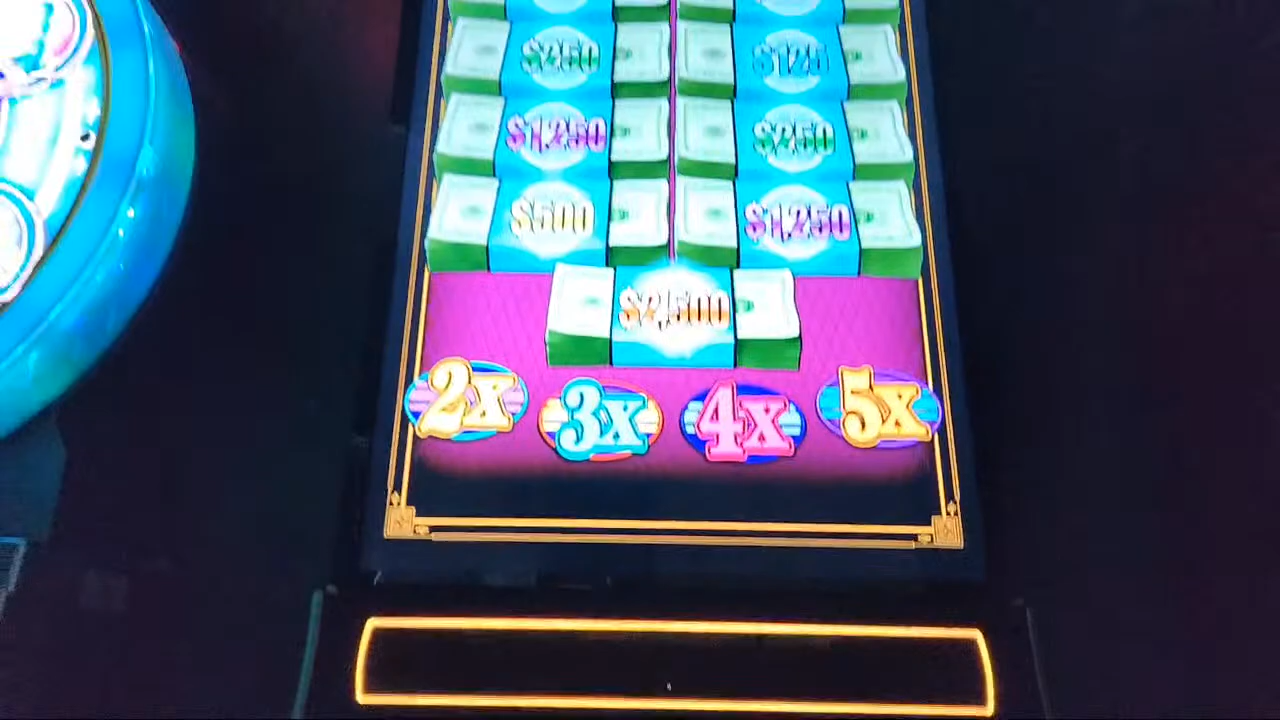 $250 $125
$1,250 $250
$500 $1,250
$2,500
2x 3x 4x 5x